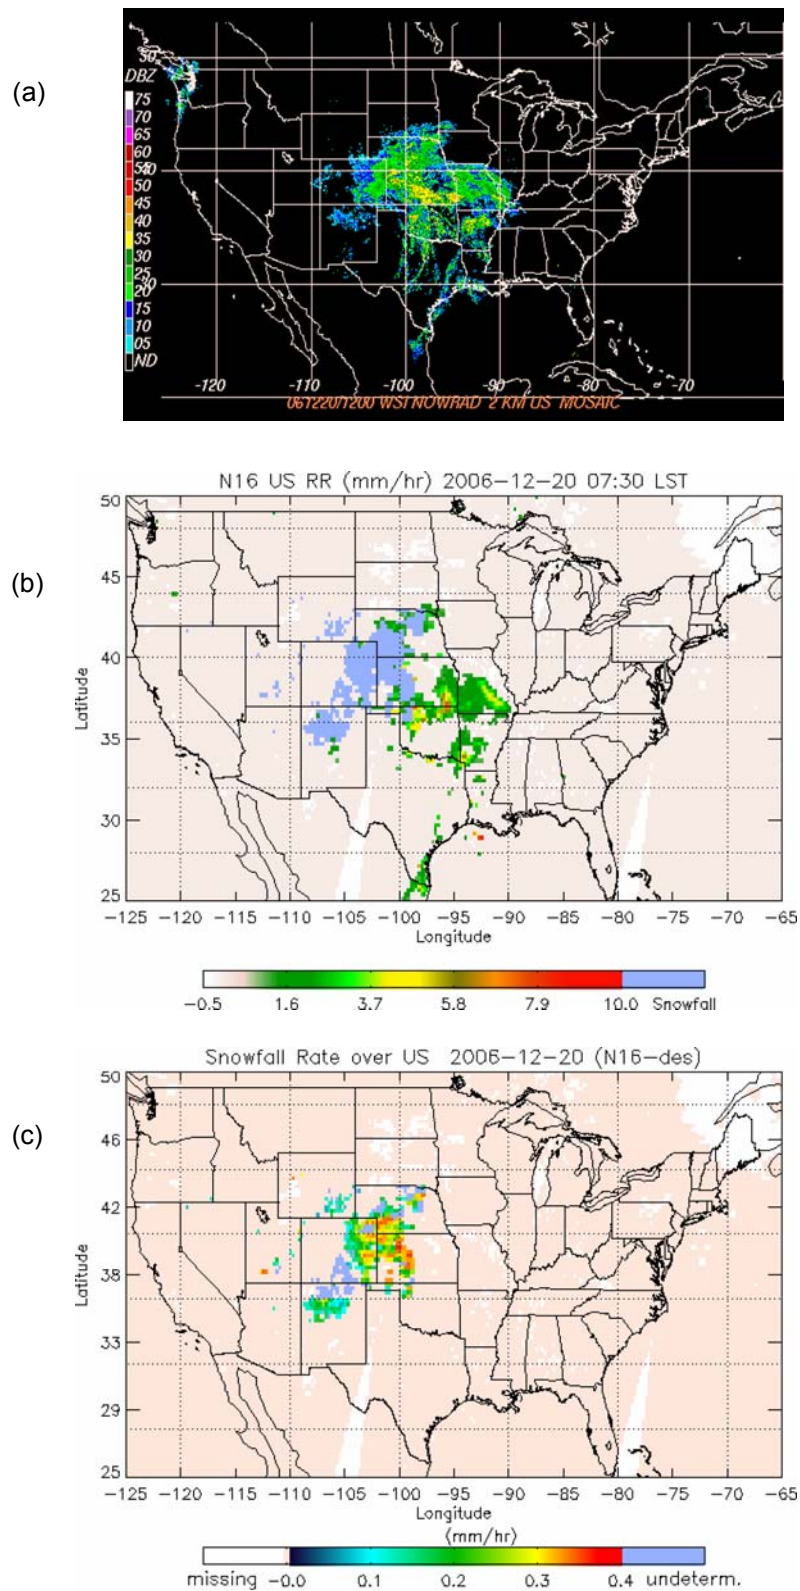 (a)
50
DBZ
75
70
65
60
55
50
45
40
35
30
25
20
15
10
05
ND
-120 -110 -100 -90 -80 -70
061220/1200 WSI NOWRAD 2 KM US MOSAIC
(b)
N16 US RR (mm/hr) 2006-12-20 07:30 LST
50
45
40
35
30
25
Latitude
-125 -120 -115 -110 -105 -100 -95 -90 -85 -80 -75 -70 -65
Longitude
-0.5 1.6 3.7 5.8 7.9 10.0 Snowfall
(c)
Snowfall Rate over US 2006-12-20 (N16-des)
50
46
42
38
33
29
25
Latitude
-125 -120 -115 -110 -105 -100 -95 -90 -85 -80 -75 -70 -65
Longitude
(mm/hr)
missing -0.0 0.1 0.2 0.3 0.4 undeterm.